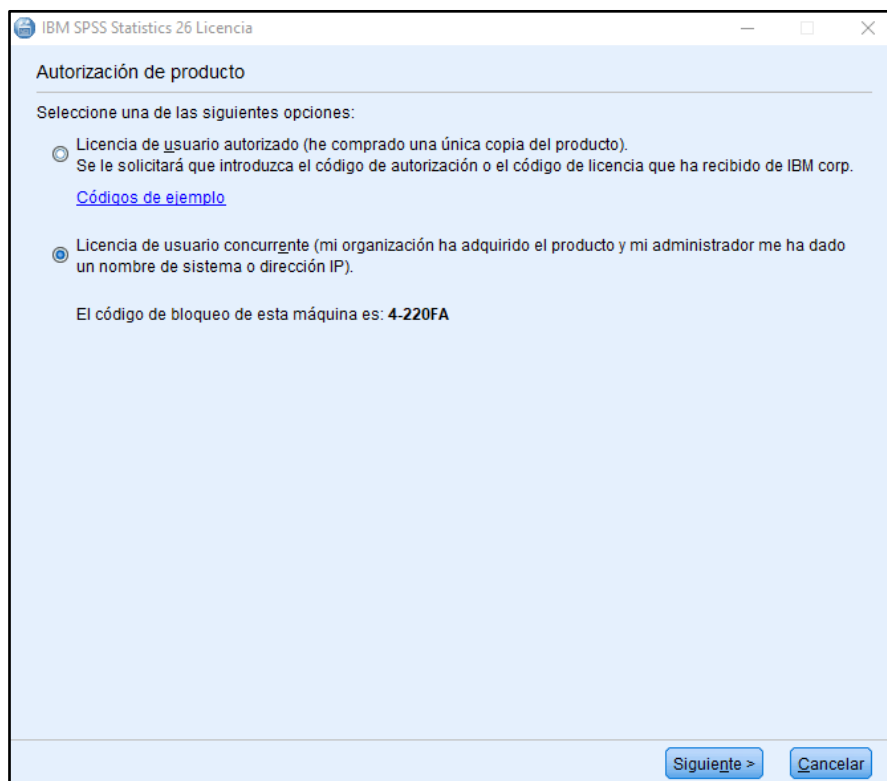 IBM SPSS Statistics 26 Licencia
Autorización de producto
Seleccione una de las siguientes opciones:
Licencia de usuario autorizado (he comprado una única copia del producto).
Se le solicitará que introduzca el código de autorización o el código de licencia que ha recibido de IBM corp.
Códigos de ejemplo
Licencia de usuario concurrente (mi organización ha adquirido el producto y mi administrador me ha dado
un nombre de sistema o dirección IP).
El código de bloqueo de esta máquina es: 4-220FA
Siguiente > Cancelar